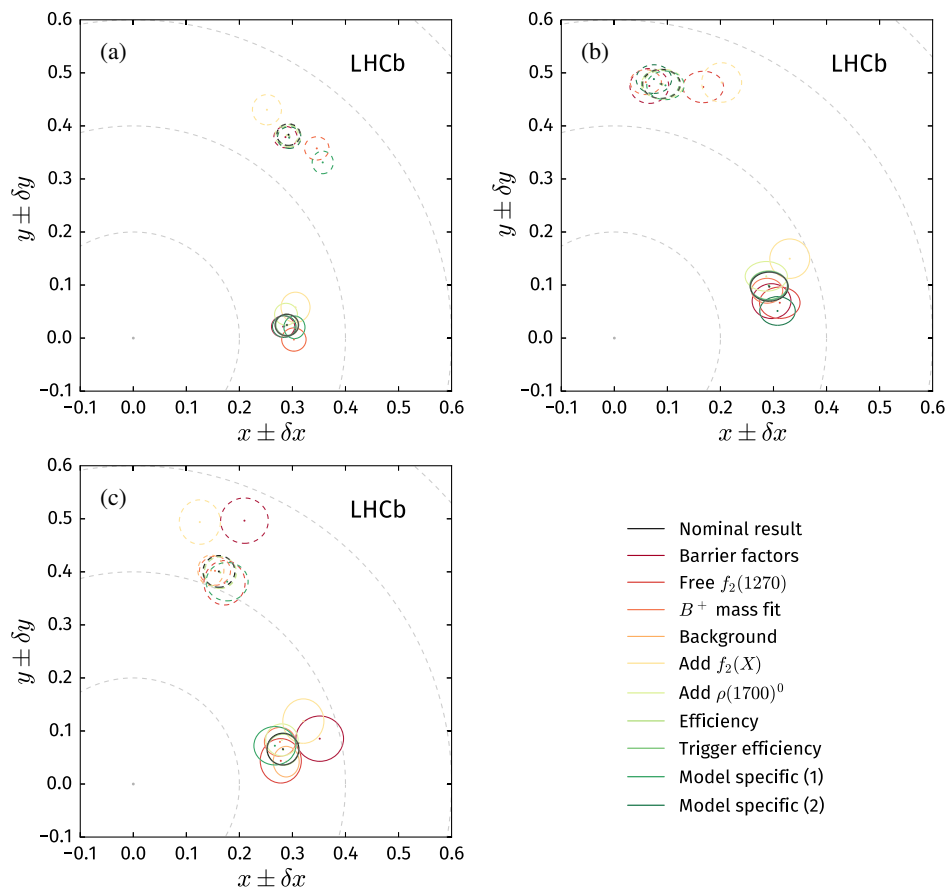 (a)
LHCb
0.6
0.5
0.4
0.3
0.2
0.1
0.0
−0.1
−0.1 0.0 0.1 0.2 0.3 0.4 0.5 0.6
y ± δy
x ± δx
(b)
LHCb
0.6
0.5
0.4
0.3
0.2
0.1
0.0
−0.1
−0.1 0.0 0.1 0.2 0.3 0.4 0.5 0.6
y ± δy
x ± δx
(c)
LHCb
0.6
0.5
0.4
0.3
0.2
0.1
0.0
−0.1
−0.1 0.0 0.1 0.2 0.3 0.4 0.5 0.6
y ± δy
x ± δx
Nominal result
Barrier factors
Free f₂(1270)
B⁺ mass fit
Background
Add f₂(X)
Add ρ(1700)⁰
Efficiency
Trigger efficiency
Model specific (1)
Model specific (2)